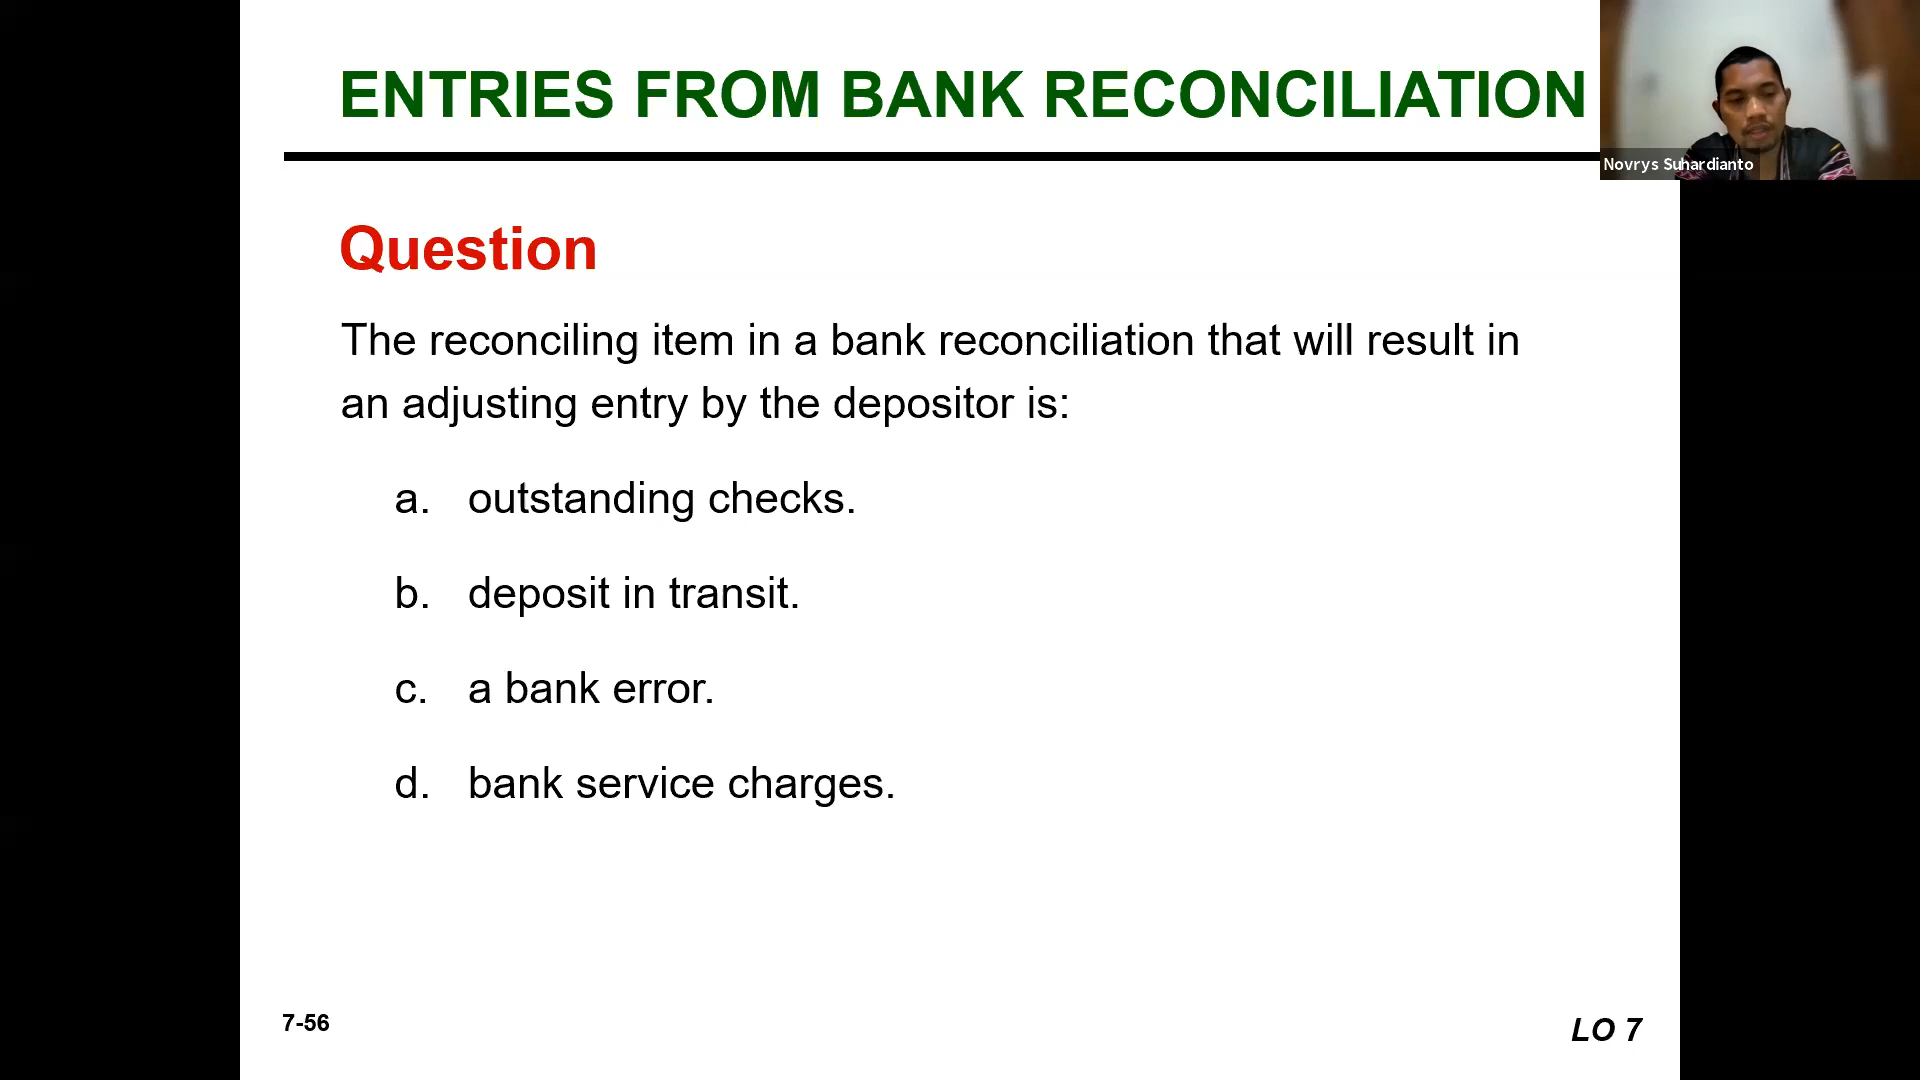 ENTRIES FROM BANK RECONCILIATION
Novrys Suhardianto
Question
The reconciling item in a bank reconciliation that will result in
an adjusting entry by the depositor is:
a. outstanding checks.
b. deposit in transit.
c. a bank error.
d. bank service charges.
7-56
LO 7